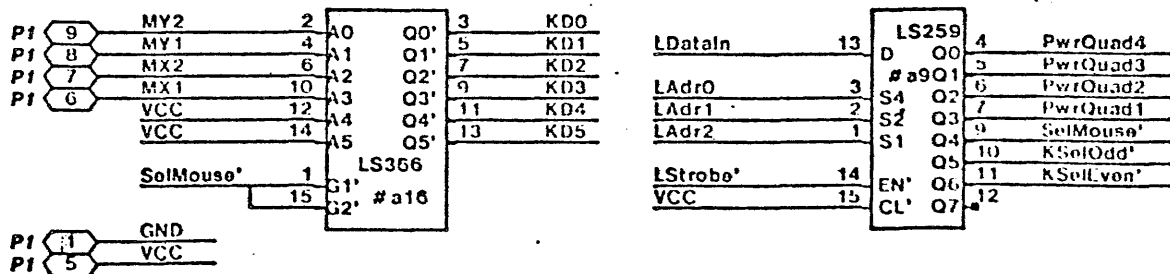 P1 9 MY2 2 A0 Q0' 3 KD0
P1 8 MY1 4 A1 Q1' 5 KD1
P1 7 MX2 6 A2 Q2' 7 KD2
P1 6 MX1 10 A3 Q3' 9 KD3
VCC 12 A4 Q4' 11 KD4
VCC 14 A5 Q5' 13 KD5
LS366
SelMouse' 1 G1'
15 G2' #a16
P1 1 GND
P1 5 VCC
LS259
LDataIn 13 D Q0 4 PwrQuad4
#a9 Q1 5 PwrQuad3
LAdr0 3 S4 Q2 6 PwrQuad2
LAdr1 2 S2 Q3 7 PwrQuad1
LAdr2 1 S1 Q4 9 SelMouse'
Q5 10 KSelOdd'
LStrobe' 14 EN' Q6 11 KSelEven'
VCC 15 CL' Q7 12